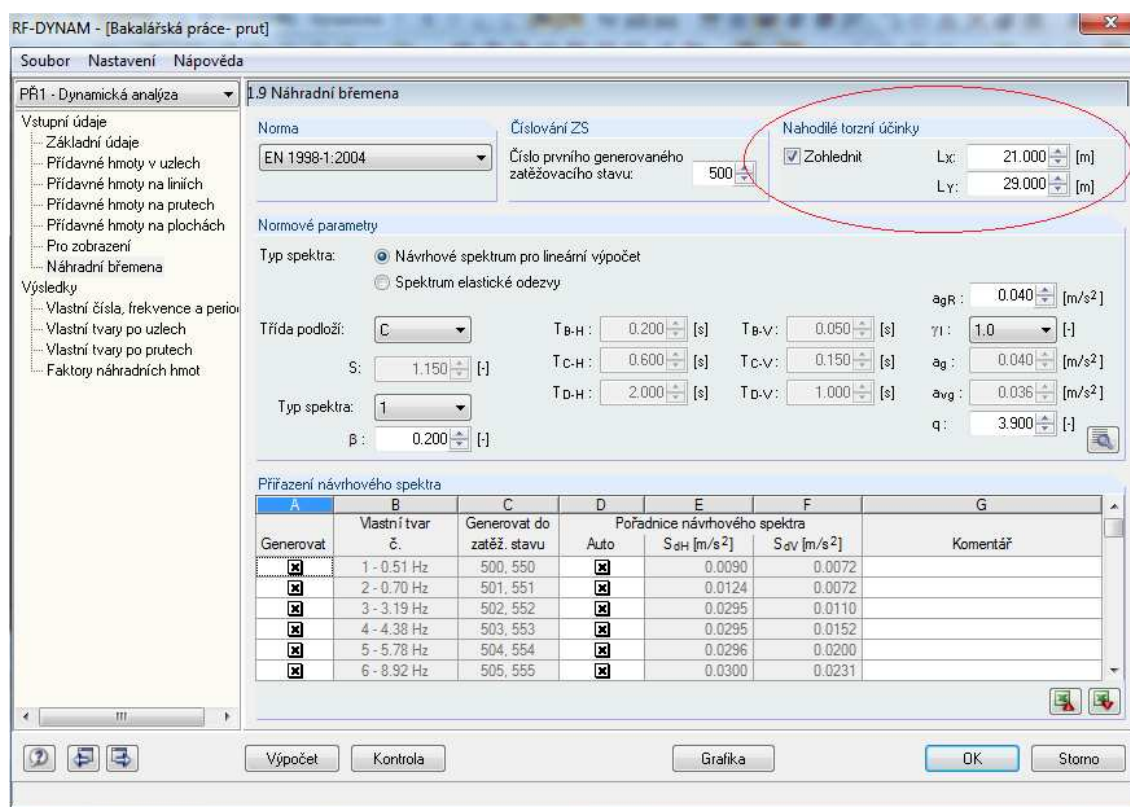 RF-DYNAM - [Bakalářská práce- prut]
Soubor Nastavení Nápověda
PŘ1 - Dynamická analýza
Vstupní údaje
Základní údaje
Přídavné hmoty v uzlech
Přídavné hmoty na liniích
Přídavné hmoty na prutech
Přídavné hmoty na plochách
Pro zobrazení
Náhradní břemena
Výsledky
Vlastní čísla, frekvence a perio
Vlastní tvary po uzlech
Vlastní tvary po prutech
Faktory náhradních hmot
1.9 Náhradní břemena
Norma
EN 1998-1:2004
Číslování ZS
Číslo prvního generovaného
zatěžovacího stavu: 500
Nahodilé torzní účinky
Zohlednit
LX: 21.000 [m]
LY: 29.000 [m]
Normové parametry
Typ spektra: Návrhové spektrum pro lineární výpočet
Spektrum elastické odezvy
agR : 0.040 [m/s2]
Třída podloží: C TB-H : 0.200 [s] TB-V : 0.050 [s] γI : 1.0 [-]
S: 1.150 [-] TC-H : 0.600 [s] TC-V : 0.150 [s] ag : 0.040 [m/s2]
TD-H : 2.000 [s] TD-V : 1.000 [s] avg : 0.036 [m/s2]
Typ spektra: 1
q : 3.900 [-]
β : 0.200 [-]
Přiřazení návrhového spektra
A B C D E F G
Vlastní tvar Generovat do Pořadnice návrhového spektra
Generovat č. zatěž. stavu Auto SdH [m/s2] SdV [m/s2] Komentář
1 - 0.51 Hz 500, 550 0.0090 0.0072
2 - 0.70 Hz 501, 551 0.0124 0.0072
3 - 3.19 Hz 502, 552 0.0295 0.0110
4 - 4.38 Hz 503, 553 0.0295 0.0152
5 - 5.78 Hz 504, 554 0.0296 0.0200
6 - 8.92 Hz 505, 555 0.0300 0.0231
Výpočet Kontrola Grafika OK Storno